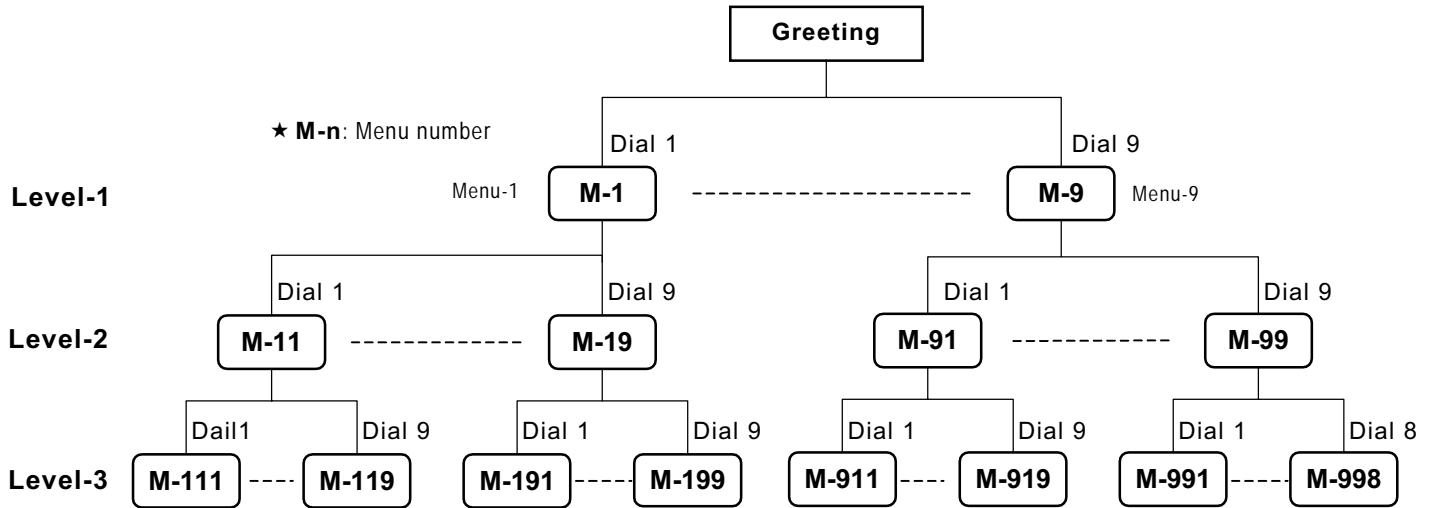 Greeting
★ M-n: Menu number
Dial 1 Dial 9
Level-1 Menu-1 M-1 M-9 Menu-9
Dial 1 Dial 9 Dial 1 Dial 9
Level-2 M-11 M-19 M-91 M-99
Dail1 Dial 9 Dial 1 Dial 9 Dial 1 Dial 9 Dial 1 Dial 8
Level-3 M-111 M-119 M-191 M-199 M-911 M-919 M-991 M-998